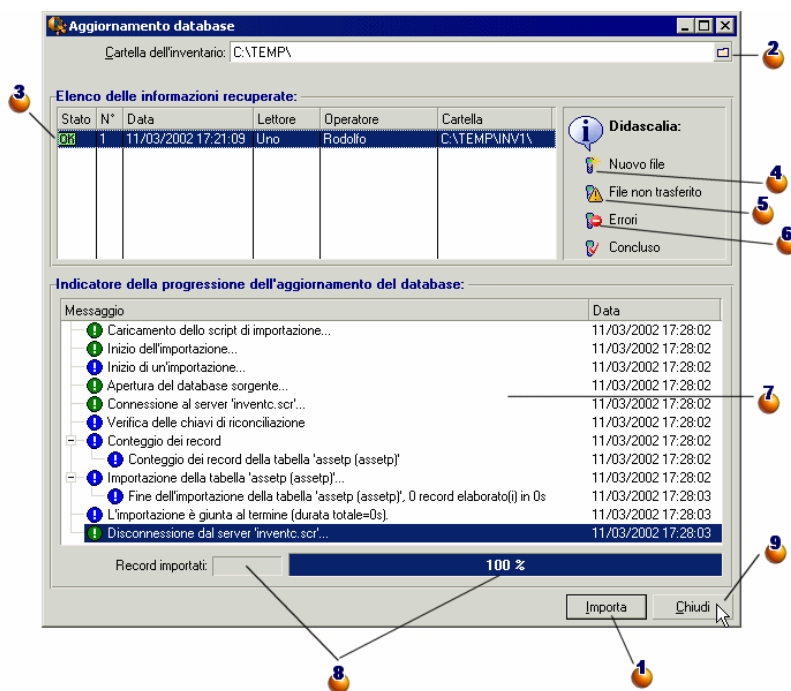 Aggiornamento database
Cartella dell'inventario: C:\TEMP\
2
3
Elenco delle informazioni recuperate:
Stato N° Data Lettore Operatore Cartella
OK 1 11/03/2002 17:21:09 Uno Rodolfo C:\TEMP\INV1\
Didascalia:
Nuovo file
4
File non trasferito
5
Errori
6
Concluso
Indicatore della progressione dell'aggiornamento del database:
Messaggio Data
Caricamento dello script di importazione... 11/03/2002 17:28:02
Inizio dell'importazione... 11/03/2002 17:28:02
Inizio di un'importazione... 11/03/2002 17:28:02
Apertura del database sorgente... 11/03/2002 17:28:02
Connessione al server 'inventc.scr'... 11/03/2002 17:28:02
7
Verifica delle chiavi di riconciliazione 11/03/2002 17:28:02
Conteggio dei record 11/03/2002 17:28:02
Conteggio dei record della tabella 'assetp (assetp)' 11/03/2002 17:28:02
Importazione della tabella 'assetp (assetp)'... 11/03/2002 17:28:02
Fine dell'importazione della tabella 'assetp (assetp)', 0 record elaborato(i) in 0s 11/03/2002 17:28:03
L'importazione è giunta al termine (durata totale=0s). 11/03/2002 17:28:03
Disconnessione dal server 'inventc.scr'... 11/03/2002 17:28:03
9
Record importati: 100 %
Importa Chiudi
8
1